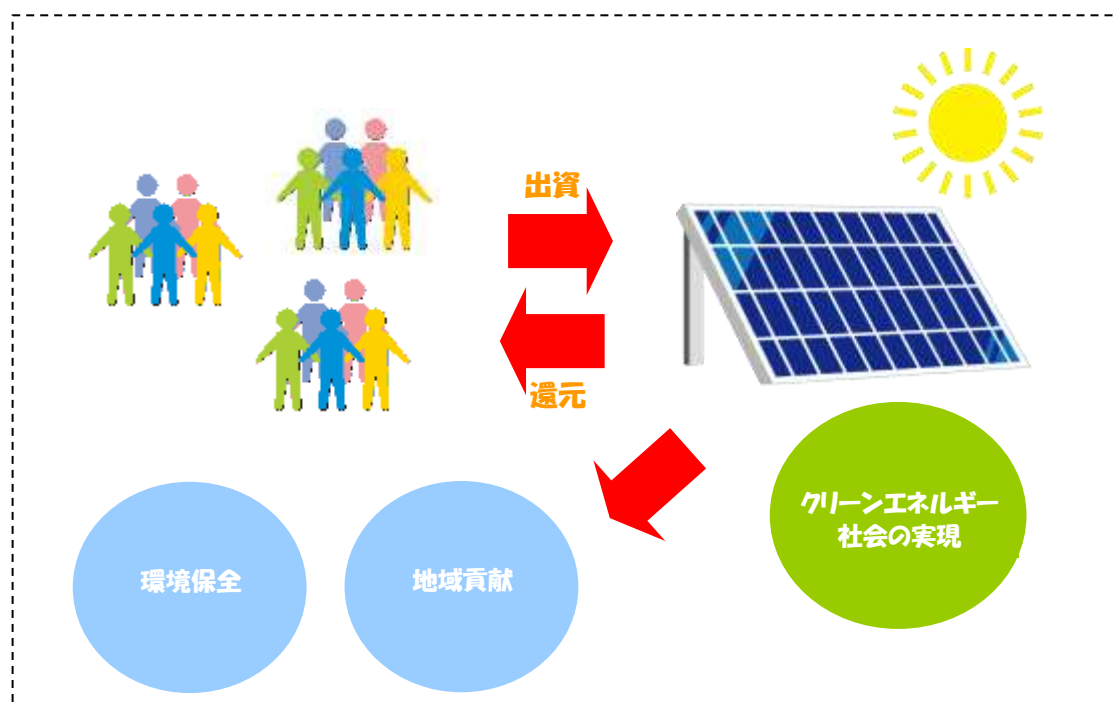 出資
還元
クリーンエネルギー
社会の実現
環境保全
地域貢献